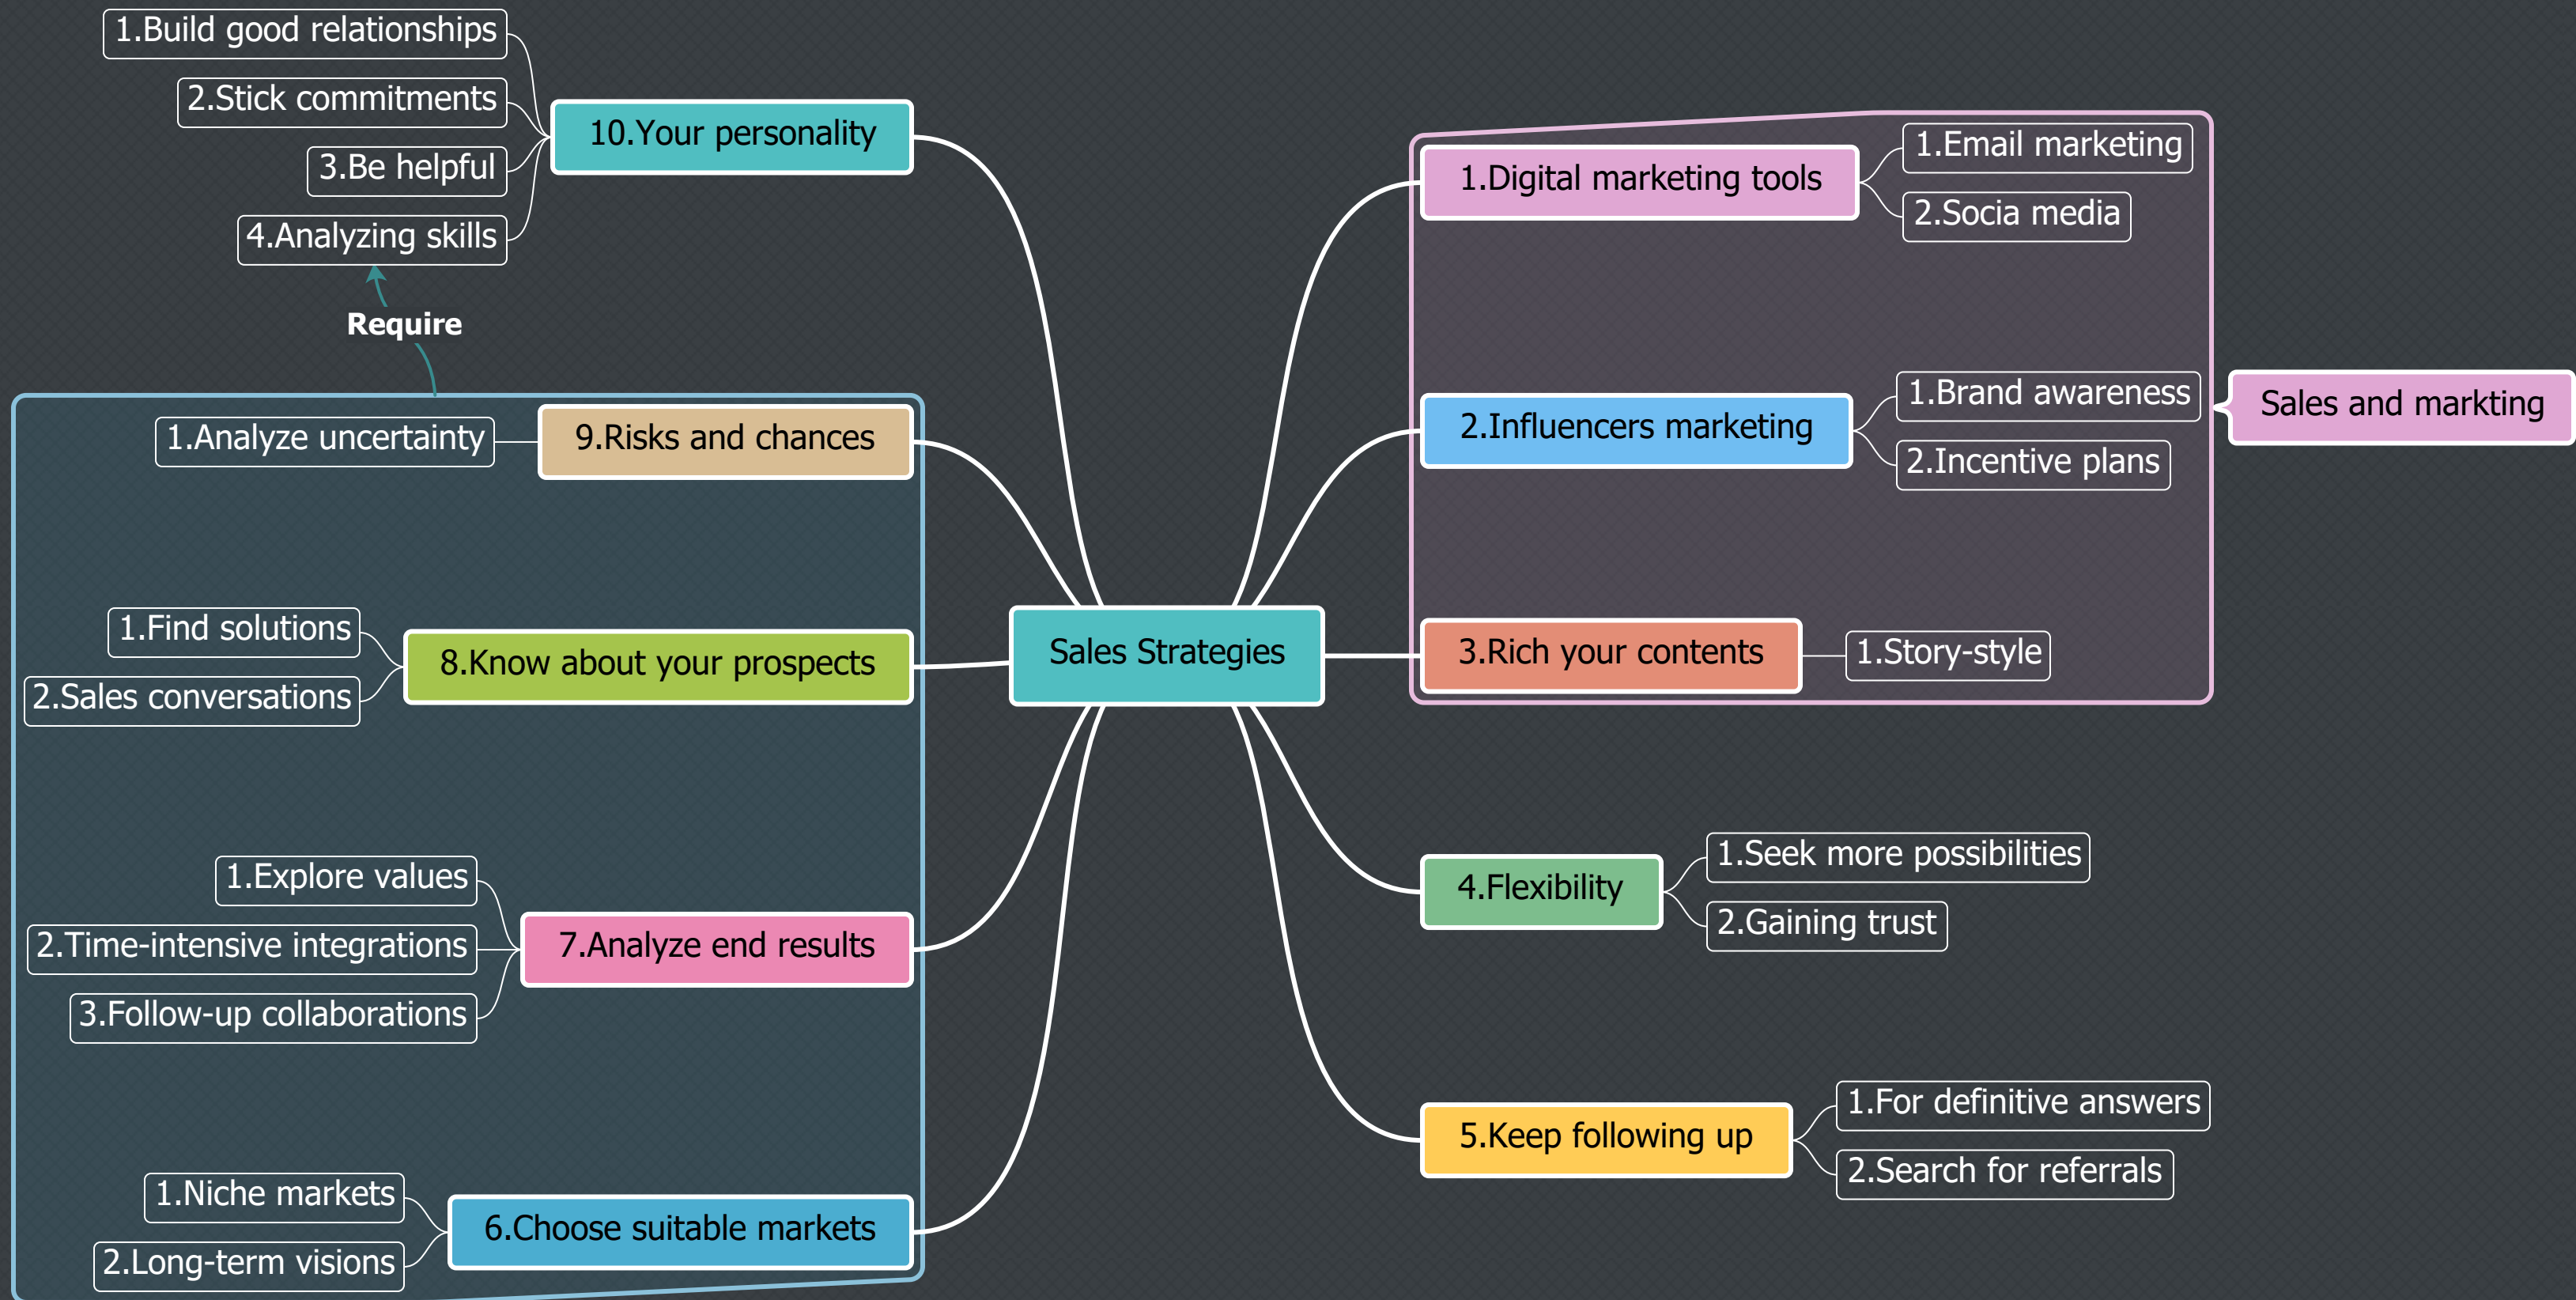 Sales Strategies
1.Digital marketing tools
1.Email marketing
2.Socia media
2.Influencers marketing
1.Brand awareness
2.Incentive plans
3.Rich your contents
1.Story-style
Sales and markting
4.Flexibility
1.Seek more possibilities
2.Gaining trust
5.Keep following up
1.For definitive answers
2.Search for referrals
6.Choose suitable markets
1.Niche markets
2.Long-term visions
7.Analyze end results
1.Explore values
2.Time-intensive integrations
3.Follow-up collaborations
8.Know about your prospects
1.Find solutions
2.Sales conversations
9.Risks and chances
1.Analyze uncertainty
Require
10.Your personality
1.Build good relationships
2.Stick commitments
3.Be helpful
4.Analyzing skills